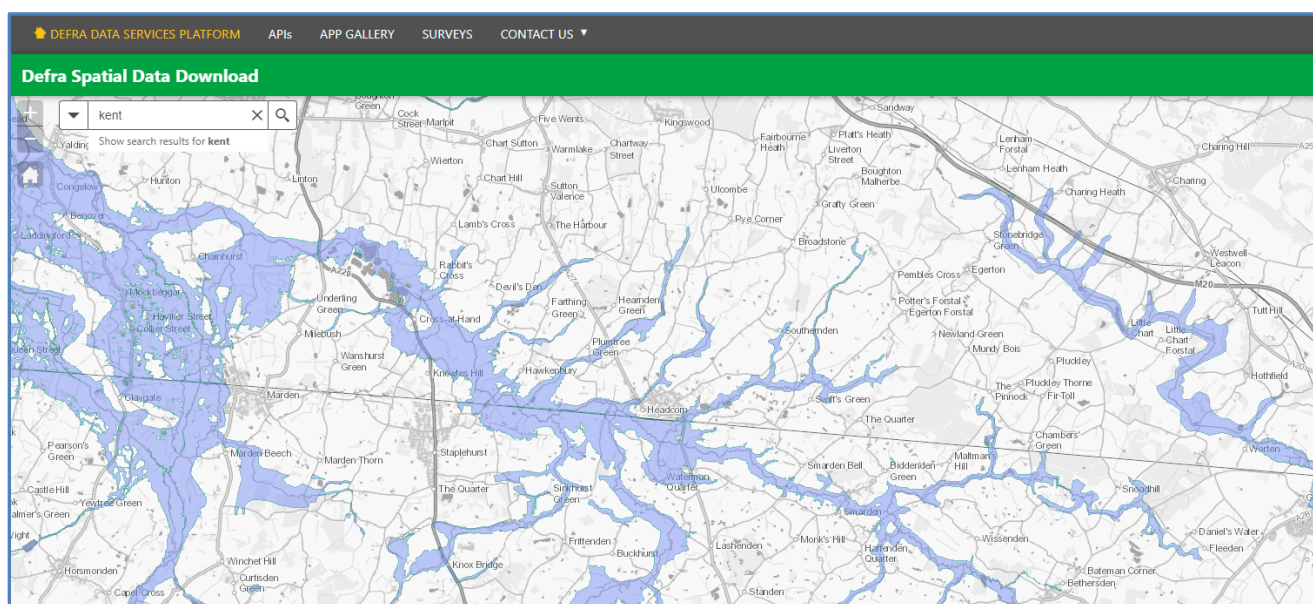 DEFRA DATA SERVICES PLATFORM APIs APP GALLERY SURVEYS CONTACT US
Defra Spatial Data Download
kent
Show search results for kent
Green
Cock
Street
Marlpit
Five Wents
Kingswood
Sandway
Yalding
Chart Sutton
Warmlake
Chartway
Street
Fairbourne
Heath
Platt's Heath
Liverton
Street
Lenham
Forstal
Charing Hill
Wierton
Boughton
Malherbe
Lenham Heath
Hunton
Linton
Chart Hill
Sutton
Valence
Ulcombe
Grafty Green
Charing Heath
Charing
Congelow
Benover
Lamb's Cross
The Harbour
Pye Corner
Laddingford
Chainhurst
Broadstone
Stonebridge
Green
Westwell
Leacon
A229
Rabbit's
Cross
A274
Pembles Cross
Egerton
Mockbeggar
Devil's Den
M20
Underling
Green
Farthing
Green
Hearnden
Green
Potter's Forstal
Egerton Forstal
Hoviker Street
Collier Street
Cross-at-Hand
Little
Chart
Little
Chart
Forstal
Tutt Hill
Milebush
Southernden
Newland Green
Mundy Bois
Wanshurst
Green
Plumtree
Green
Pluckley
Knowles Hill
Hawkenbury
Hothfield
Claygate
Marden
Headcorn
Swift's Green
The
Pinnock
Pluckley Thorne
Fir Toll
The Quarter
Pearson's
Green
Marden Beech
Marden Thorn
Staplehurst
Chambers'
Green
Worten
Smarden Bell
Biddenden
Green
Maltman's
Hill
Castle Hill
Yewtree Green
The Quarter
Sinkhurst
Green
Waterman
Quarter
Snoadhill
Smarden
Daniel's Water
Frittenden
Buckhurst
Lashenden
Monk's Hill
Haffenden
Quarter
Wissenden
Fleeden
Horsmonden
Winchet Hill
Curtisden
Green
Knox Bridge
Bateman Corner
Bethersden
Capel Cross
Standen